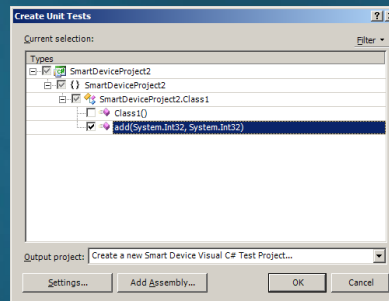 Create Unit Tests
Current selection:
Filter
Types
SmartDeviceProject2
{} SmartDeviceProject2
SmartDeviceProject2.Class1
Class1()
add(System.Int32, System.Int32)
Output project: Create a new Smart Device Visual C# Test Project...
Settings... Add Assembly... OK Cancel